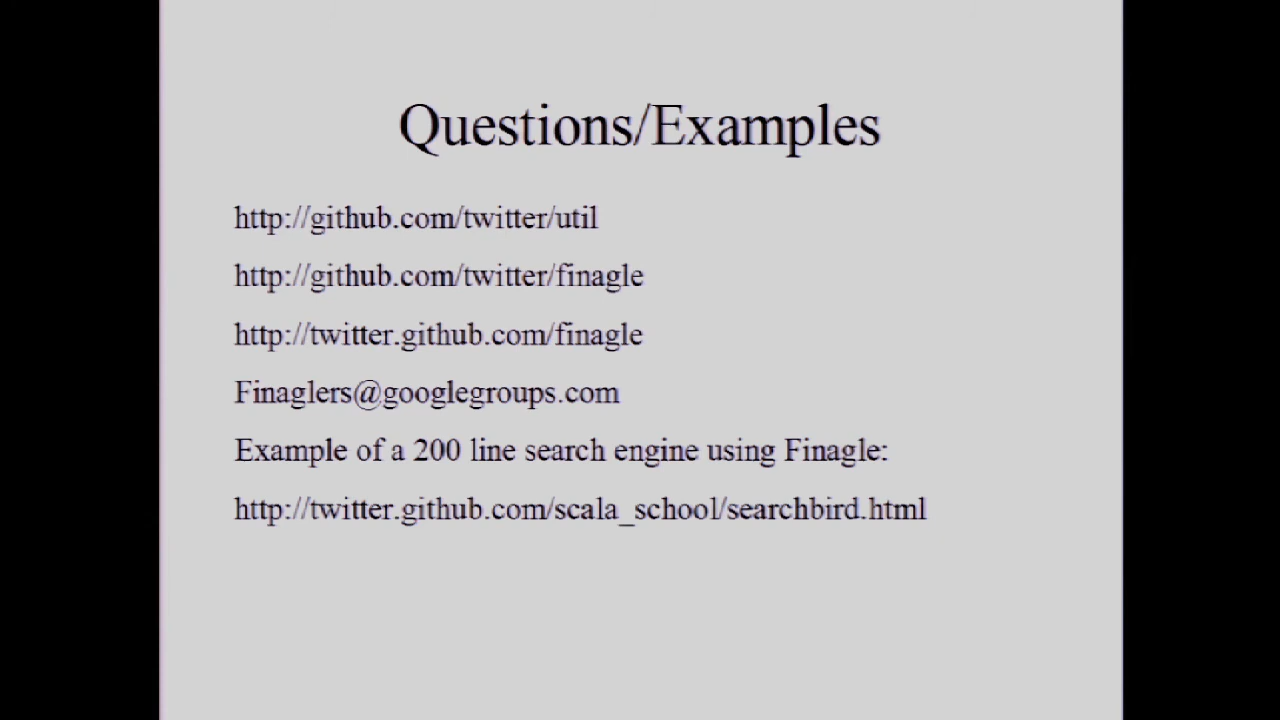 Questions/Examples
http://github.com/twitter/util
http://github.com/twitter/finagle
http://twitter.github.com/finagle
Finaglers@googlegroups.com
Example of a 200 line search engine using Finagle:
http://twitter.github.com/scala_school/searchbird.html